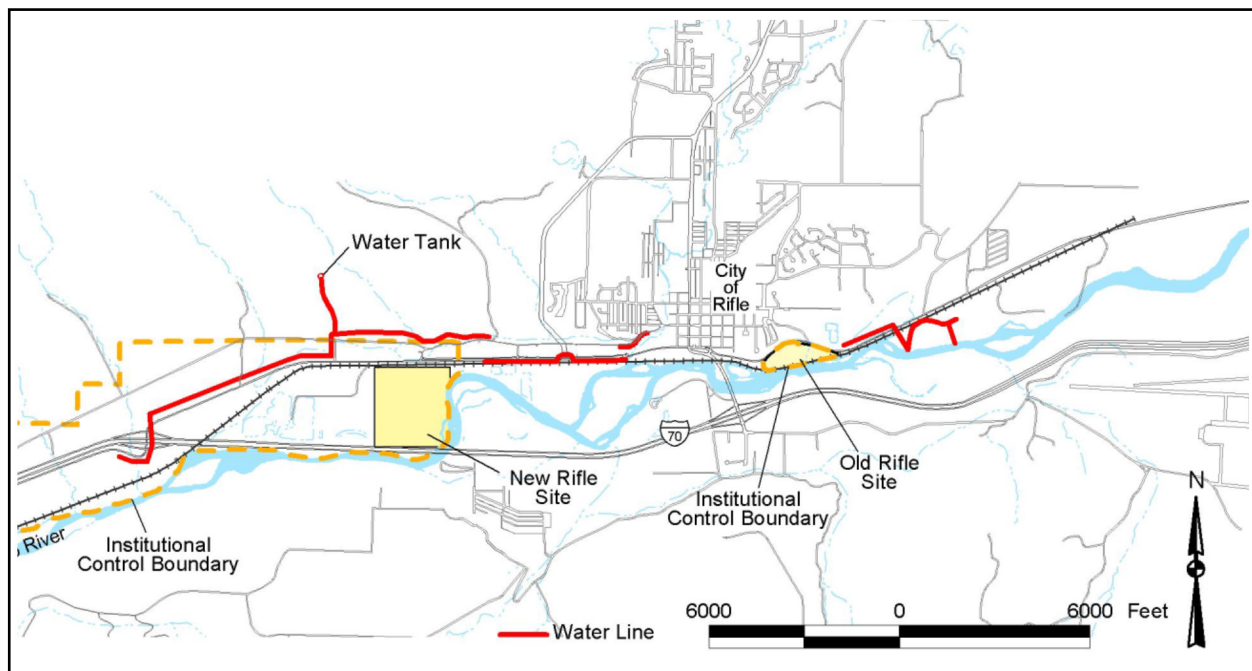 Water Tank
City
of
Rifle
70
New Rifle
Site
Old Rifle
Site
Institutional
Control Boundary
N
River
Institutional
Control Boundary
6000
0
6000 Feet
Water Line